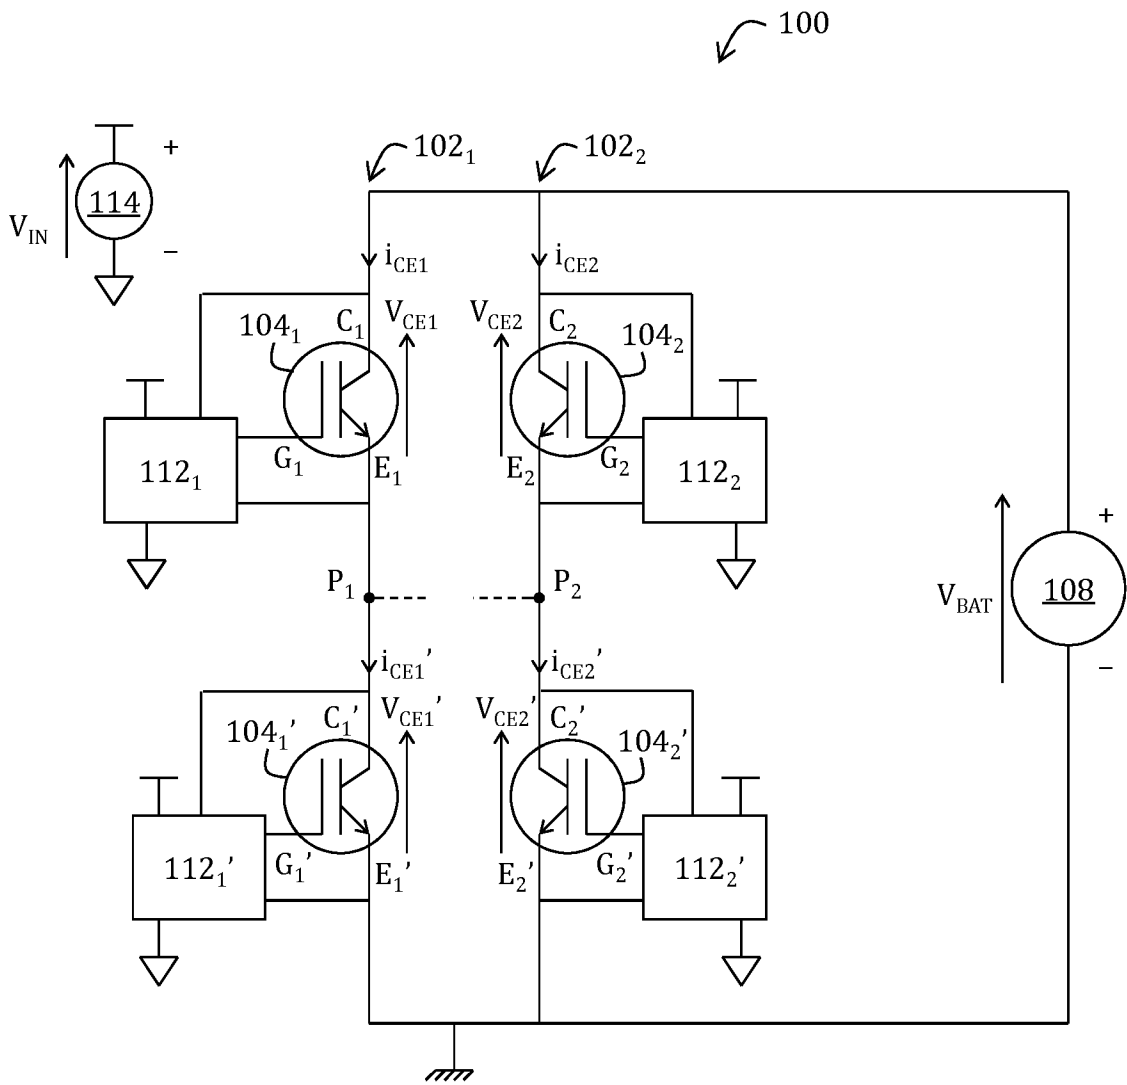 100
102₁
102₂
+
114
V_IN
−
i_CE1
i_CE2
V_CE1
V_CE2
C₁
C₂
104₁
104₂
G₁
E₁
E₂
G₂
112₁
112₂
P₁
P₂
+
V_BAT
108
−
i_CE1’
i_CE2’
V_CE1’
V_CE2’
C₁’
C₂’
104₁’
104₂’
G₁’
E₁’
E₂’
G₂’
112₁’
112₂’